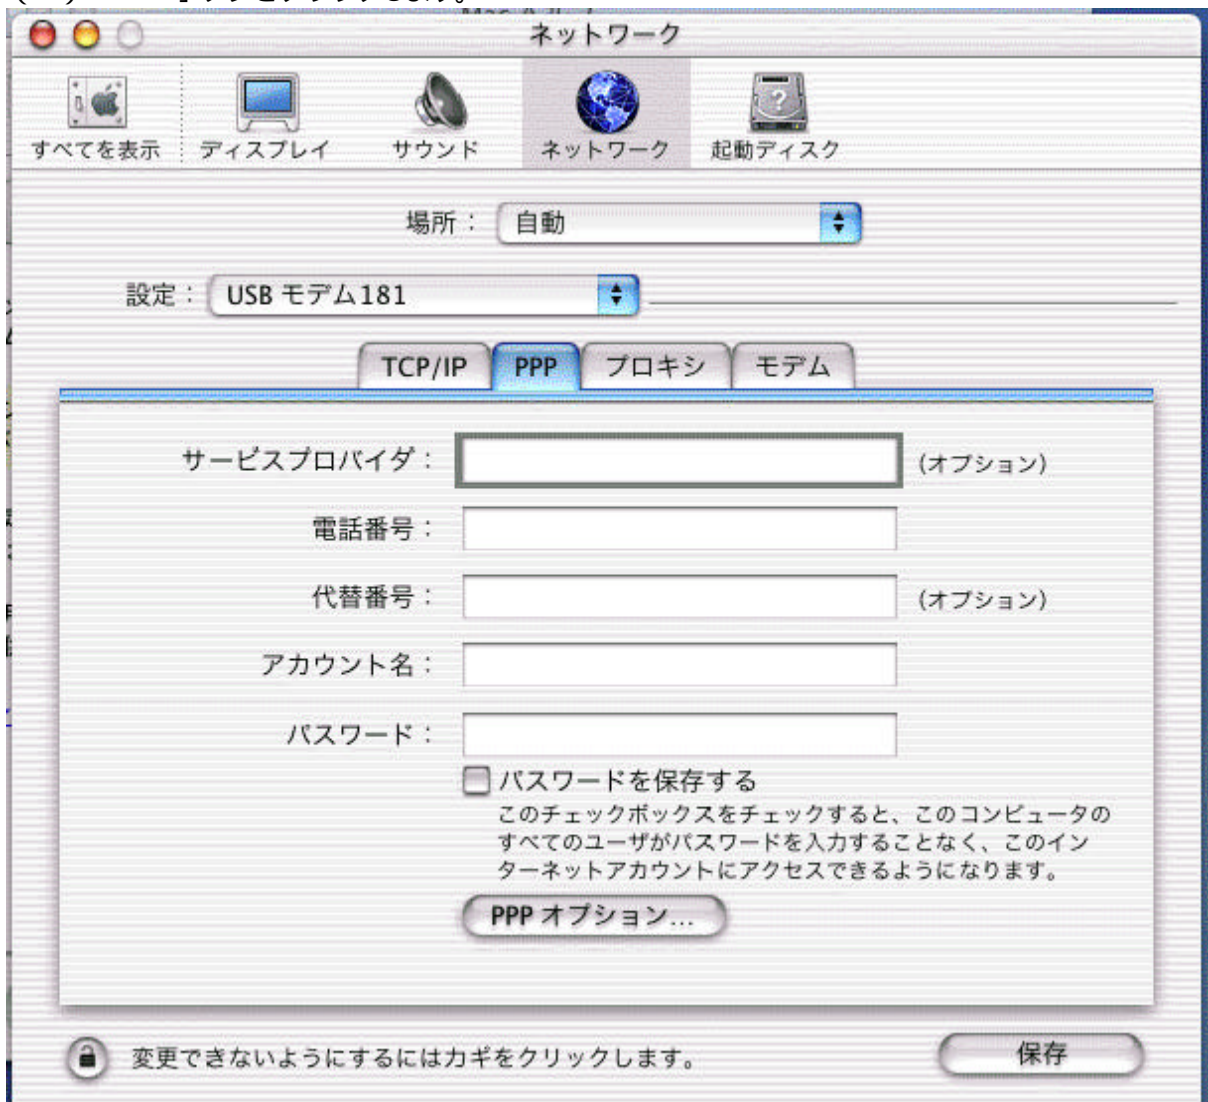 ネットワーク
すべてを表示 ディスプレイ サウンド ネットワーク 起動ディスク
場所： 自動
設定： USB モデム181
TCP/IP PPP プロキシ モデム
サービスプロバイダ： (オプション)
電話番号：
代替番号： (オプション)
アカウント名：
パスワード：
パスワードを保存する
このチェックボックスをチェックすると、このコンピュータの
すべてのユーザがパスワードを入力することなく、このイン
ターネットアカウントにアクセスできるようになります。
PPP オプション...
変更できないようにするにはカギをクリックします。 保存